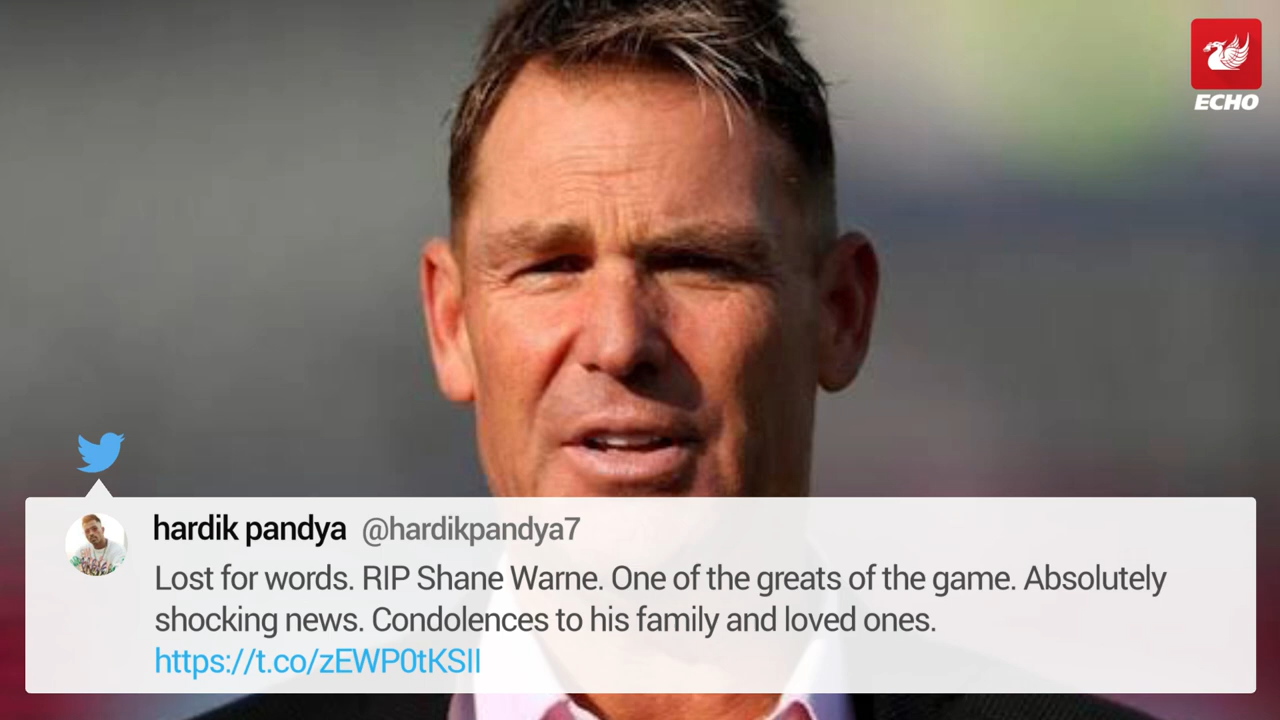 ECHO
hardik pandya @hardikpandya7
Lost for words. RIP Shane Warne. One of the greats of the game. Absolutely
shocking news. Condolences to his family and loved ones.
https://t.co/zEWP0tKSII